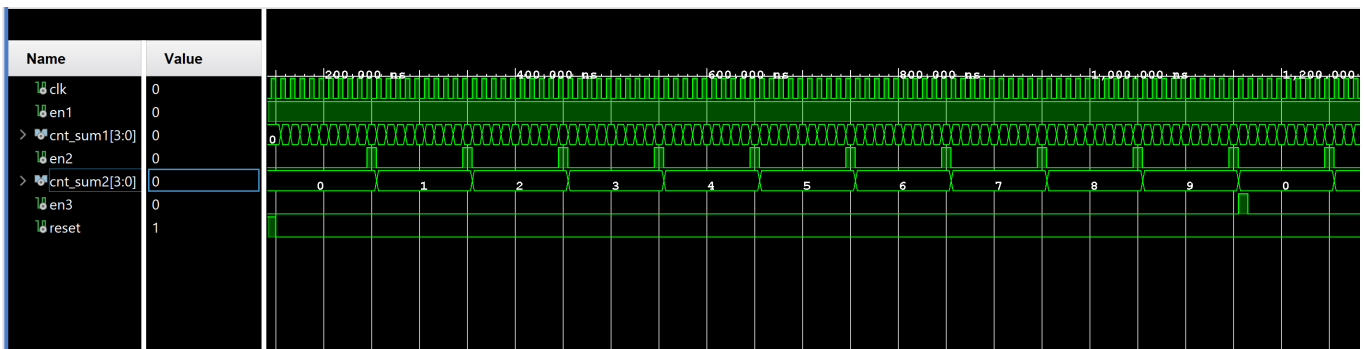 Name Value
200,000 ns 400,000 ns 600,000 ns 800,000 ns 1,000,000 ns 1,200,000
clk 0
en1 0
cnt_sum1[3:0] 0 0
en2 0
cnt_sum2[3:0] 0 0 1 2 3 4 5 6 7 8 9 0
en3 0
reset 1